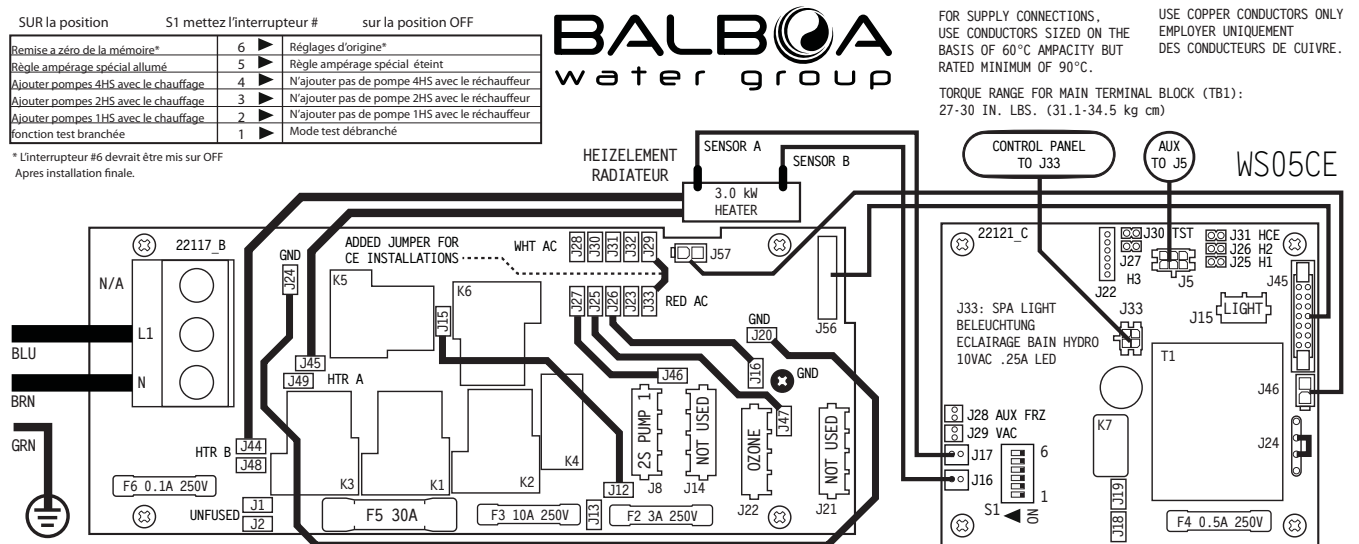 SUR la position S1 mettez l'interrupteur # sur la position OFF
Remise a zéro de la mémoire* 6 ► Réglages d'origine*
Règle ampérage spécial allumé 5 ► Règle ampérage spécial éteint
Ajouter pompes 4HS avec le chauffage 4 ► N'ajouter pas de pompe 4HS avec le réchauffeur
Ajouter pompes 2HS avec le chauffage 3 ► N'ajouter pas de pompe 2HS avec le réchauffeur
Ajouter pompes 1HS avec le chauffage 2 ► N'ajouter pas de pompe 1HS avec le réchauffeur
fonction test branchée 1 ► Mode test débranché
* L'interrupteur #6 devrait être mis sur OFF
Apres installation finale.
BALBOA
water group
FOR SUPPLY CONNECTIONS,
USE CONDUCTORS SIZED ON THE
BASIS OF 60°C AMPACITY BUT
RATED MINIMUM OF 90°C.
USE COPPER CONDUCTORS ONLY
EMPLOYER UNIQUEMENT
DES CONDUCTEURS DE CUIVRE.
TORQUE RANGE FOR MAIN TERMINAL BLOCK (TB1):
27-30 IN. LBS. (31.1-34.5 kg cm)
HEIZELEMENT
RADIATEUR
SENSOR A
SENSOR B
3.0 kW
HEATER
CONTROL PANEL
TO J33
AUX
TO J5
WS05CE
22117_B
N/A
L1
N
BLU
BRN
GRN
GND
J24
ADDED JUMPER FOR
CE INSTALLATIONS
WHT AC
J28
J30
J31
J32
J29
J57
K5
K6
J15
J27
J25
J26
J23
J33
RED AC
J56
GND
J20
J45
J49
HTR A
J46
J16
GND
J47
J44
HTR B
J48
K3
K1
K2
K4
2S PUMP 1
J8
NOT USED
J14
OZONE
J22
NOT USED
J21
F6 0.1A 250V
UNFUSED
J1
J2
F5 30A
F3 10A 250V
J13
J12
F2 3A 250V
22121_C
J22
J30 TST
J27
H3
J5
J31 HCE
J26 H2
J25 H1
J45
J33: SPA LIGHT
BELEUCHTUNG
ECLAIRAGE BAIN HYDRO
10VAC .25A LED
J33
J15
LIGHT
T1
J46
J28 AUX FRZ
J29 VAC
J17
J16
6
1
S1
ON
K7
J19
J18
J24
F4 0.5A 250V